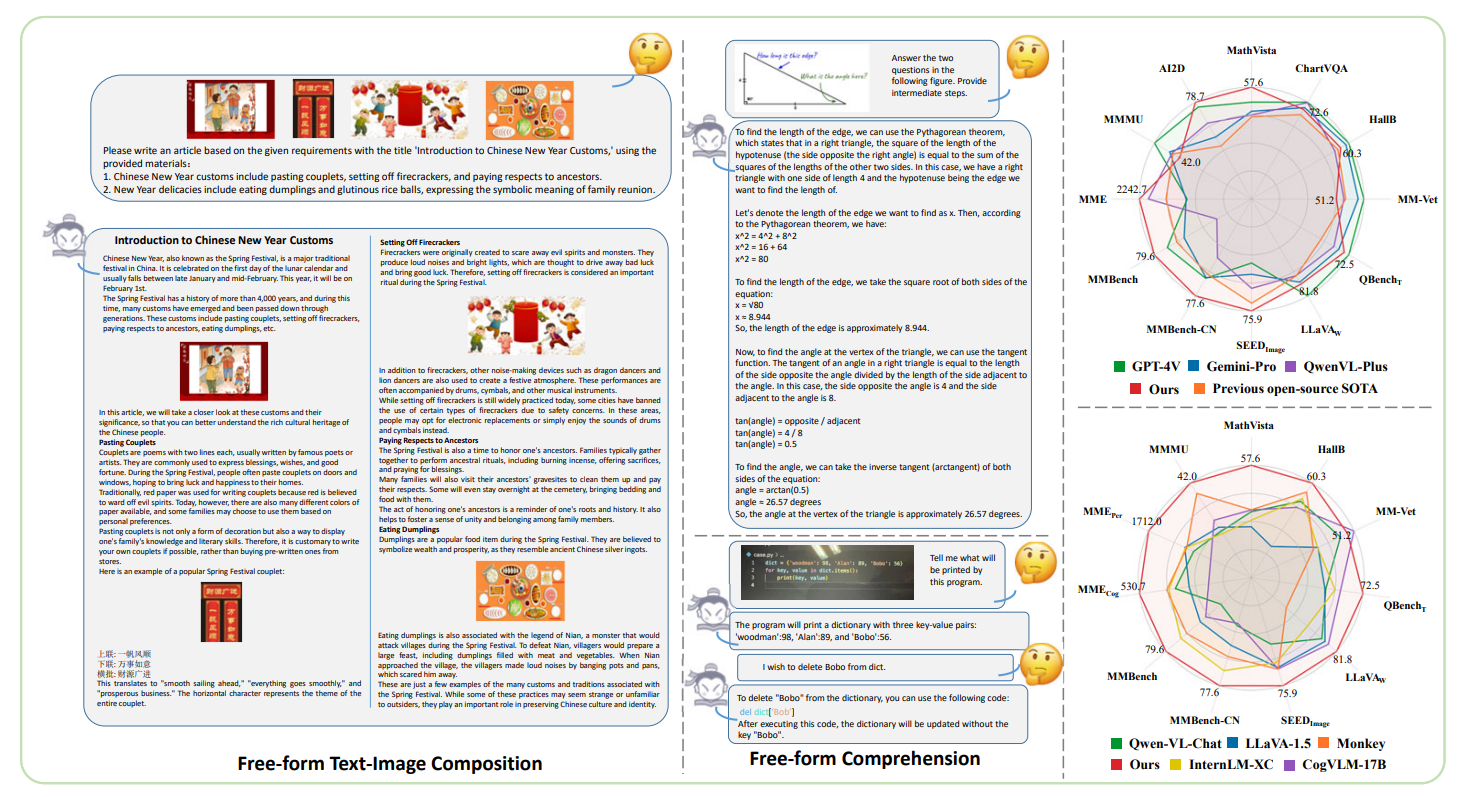 Please write an article based on the given requirements with the title 'Introduction to Chinese New Year Customs,' using the
provided materials:
1. Chinese New Year customs include pasting couplets, setting off firecrackers, and paying respects to ancestors.
2. New Year delicacies include eating dumplings and glutinous rice balls, expressing the symbolic meaning of family reunion.
Introduction to Chinese New Year Customs
Chinese New Year, also known as the Spring Festival, is a major traditional
festival in China. It is celebrated on the first day of the lunar calendar and
usually falls between late January and mid-February. This year, it will be on
February 1st.
The Spring Festival has a history of more than 4,000 years, and during this
time, many customs have emerged and been passed down through
generations. These customs include pasting couplets, setting off firecrackers,
paying respects to ancestors, eating dumplings, etc.
In this article, we will take a closer look at these customs and their
significance, so that you can better understand the rich cultural heritage of
the Chinese people.
Pasting Couplets
Couplets are poems with two lines each, usually written by famous poets or
artists. They are commonly used to express blessings, wishes, and good
fortune. During the Spring Festival, people often paste couplets on doors and
windows, hoping to bring luck and happiness to their homes.
Traditionally, red paper was used for writing couplets because red is believed
to ward off evil spirits. Today, however, there are also many different colors of
paper available, and some families may choose to use them based on
personal preferences.
Pasting couplets is not only a form of decoration but also a way to display
one's family's knowledge and literary skills. Therefore, it is customary to write
your own couplets if possible, rather than buying pre-written ones from
stores.
Here is an example of a popular Spring Festival couplet:
财源广进
一帆风顺
万事如意
上联: 一帆风顺
下联: 万事如意
横批: 财源广进
This translates to "smooth sailing ahead," "everything goes smoothly," and
"prosperous business." The horizontal character represents the theme of the
entire couplet.
Setting Off Firecrackers
Firecrackers were originally created to scare away evil spirits and monsters. They
produce loud noises and bright lights, which are thought to drive away bad luck
and bring good luck. Therefore, setting off firecrackers is considered an important
ritual during the Spring Festival.
In addition to firecrackers, other noise-making devices such as dragon dancers and
lion dancers are also used to create a festive atmosphere. These performances are
often accompanied by drums, cymbals, and other musical instruments.
While setting off firecrackers is still widely practiced today, some cities have banned
the use of certain types of firecrackers due to safety concerns. In these areas,
people may opt for electronic replacements or simply enjoy the sounds of drums
and cymbals instead.
Paying Respects to Ancestors
The Spring Festival is also a time to honor one's ancestors. Families typically gather
together to perform ancestral rituals, including burning incense, offering sacrifices,
and praying for blessings.
Many families will also visit their ancestors' gravesites to clean them up and pay
their respects. Some will even stay overnight at the cemetery, bringing bedding and
food with them.
The act of honoring one's ancestors is a reminder of one's roots and history. It also
helps to foster a sense of unity and belonging among family members.
Eating Dumplings
Dumplings are a popular food item during the Spring Festival. They are believed to
symbolize wealth and prosperity, as they resemble ancient Chinese silver ingots.
Eating dumplings is also associated with the legend of Nian, a monster that would
attack villages during the Spring Festival. To defeat Nian, villagers would prepare a
large feast, including dumplings filled with meat and vegetables. When Nian
approached the village, the villagers made loud noises by banging pots and pans,
which scared him away.
These are just a few examples of the many customs and traditions associated with
the Spring Festival. While some of these practices may seem strange or unfamiliar
to outsiders, they play an important role in preserving Chinese culture and identity.
Free-form Text-Image Composition
How long is this edge?
What is the angle here?
Answer the two
questions in the
following figure. Provide
intermediate steps.
To find the length of the edge, we can use the Pythagorean theorem,
which states that in a right triangle, the square of the length of the
hypotenuse (the side opposite the right angle) is equal to the sum of the
squares of the lengths of the other two sides. In this case, we have a right
triangle with one side of length 4 and the hypotenuse being the edge we
want to find the length of.
Let's denote the length of the edge we want to find as x. Then, according
to the Pythagorean theorem, we have:
x^2 = 4^2 + 8^2
x^2 = 16 + 64
x^2 = 80
To find the length of the edge, we take the square root of both sides of the
equation:
x = √80
x ≈ 8.944
So, the length of the edge is approximately 8.944.
Now, to find the angle at the vertex of the triangle, we can use the tangent
function. The tangent of an angle in a right triangle is equal to the length
of the side opposite the angle divided by the length of the side adjacent to
the angle. In this case, the side opposite the angle is 4 and the side
adjacent to the angle is 8.
tan(angle) = opposite / adjacent
tan(angle) = 4 / 8
tan(angle) = 0.5
To find the angle, we can take the inverse tangent (arctangent) of both
sides of the equation:
angle = arctan(0.5)
angle ≈ 26.57 degrees
So, the angle at the vertex of the triangle is approximately 26.57 degrees.
case.py > ...
1 dict = {'woodman': 98, 'Alan': 89, 'Bobo': 56}
2 for key, value in dict.items():
3 print(key, value)
4
Tell me what will
be printed by
this program.
The program will print a dictionary with three key-value pairs:
'woodman':98, 'Alan':89, and 'Bobo':56.
I wish to delete Bobo from dict.
To delete "Bobo" from the dictionary, you can use the following code:
del dict['Bob']
After executing this code, the dictionary will be updated without the
key "Bobo".
Free-form Comprehension
MathVista
57.6
ChartVQA
72.6
HallB
60.3
MM-Vet
51.2
QBenchT
72.5
LLaVAW
81.8
SEEDImage
75.9
MMBench-CN
77.6
MMBench
79.6
MME
2242.7
MMMU
42.0
AI2D
78.7
GPT-4V Gemini-Pro QwenVL-Plus
Ours Previous open-source SOTA
MathVista
57.6
HallB
60.3
MM-Vet
51.2
QBenchT
72.5
LLaVAW
81.8
SEEDImage
75.9
MMBench-CN
77.6
MMBench
79.6
MMECog
530.7
MMEPer
1712.0
MMMU
42.0
Qwen-VL-Chat LLaVA-1.5 Monkey
Ours InternLM-XC CogVLM-17B